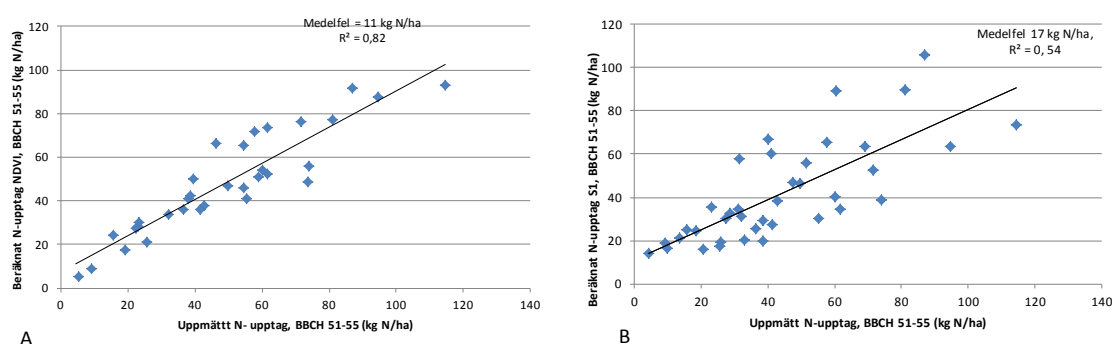 Medelfel = 11 kg N/ha
R² = 0,82
Beräknat N-upptag NDVI, BBCH 51-55 (kg N/ha)
120
100
80
60
40
20
0
0 20 40 60 80 100 120 140
Uppmättt N- upptag, BBCH 51-55 (kg N/ha)
A
Medelfel 17 kg N/ha,
R² = 0, 54
Beräknat N-upptag S1, BBCH 51-55 (kg N/ha)
120
100
80
60
40
20
0
0 20 40 60 80 100 120 140
Uppmätt N-upptag, BBCH 51-55 (kg N/ha)
B